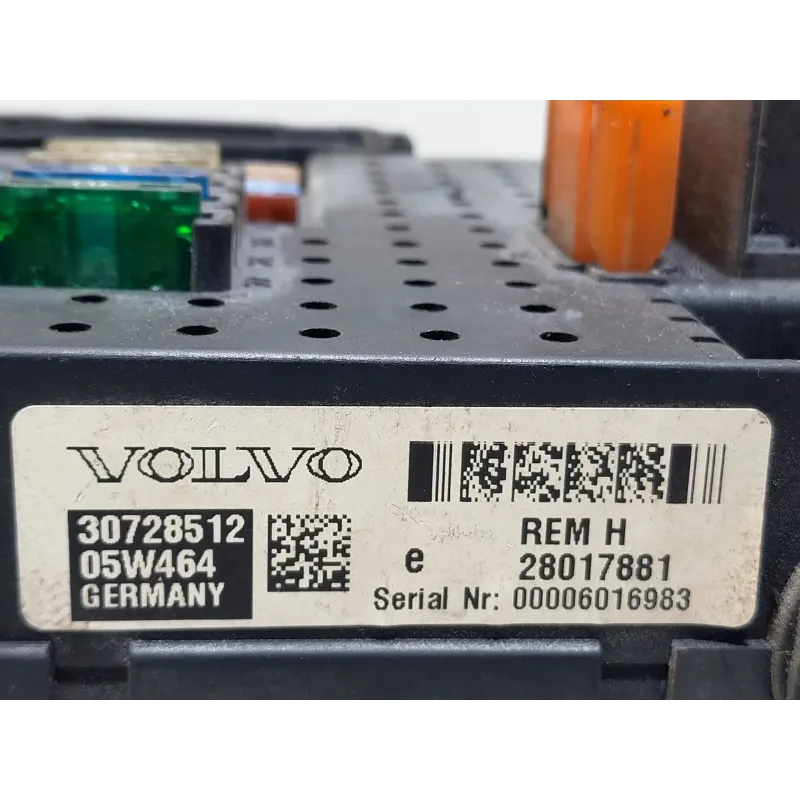 VOLVO
30728512
05W464
GERMANY
REM H
e 28017881
Serial Nr: 00006016983